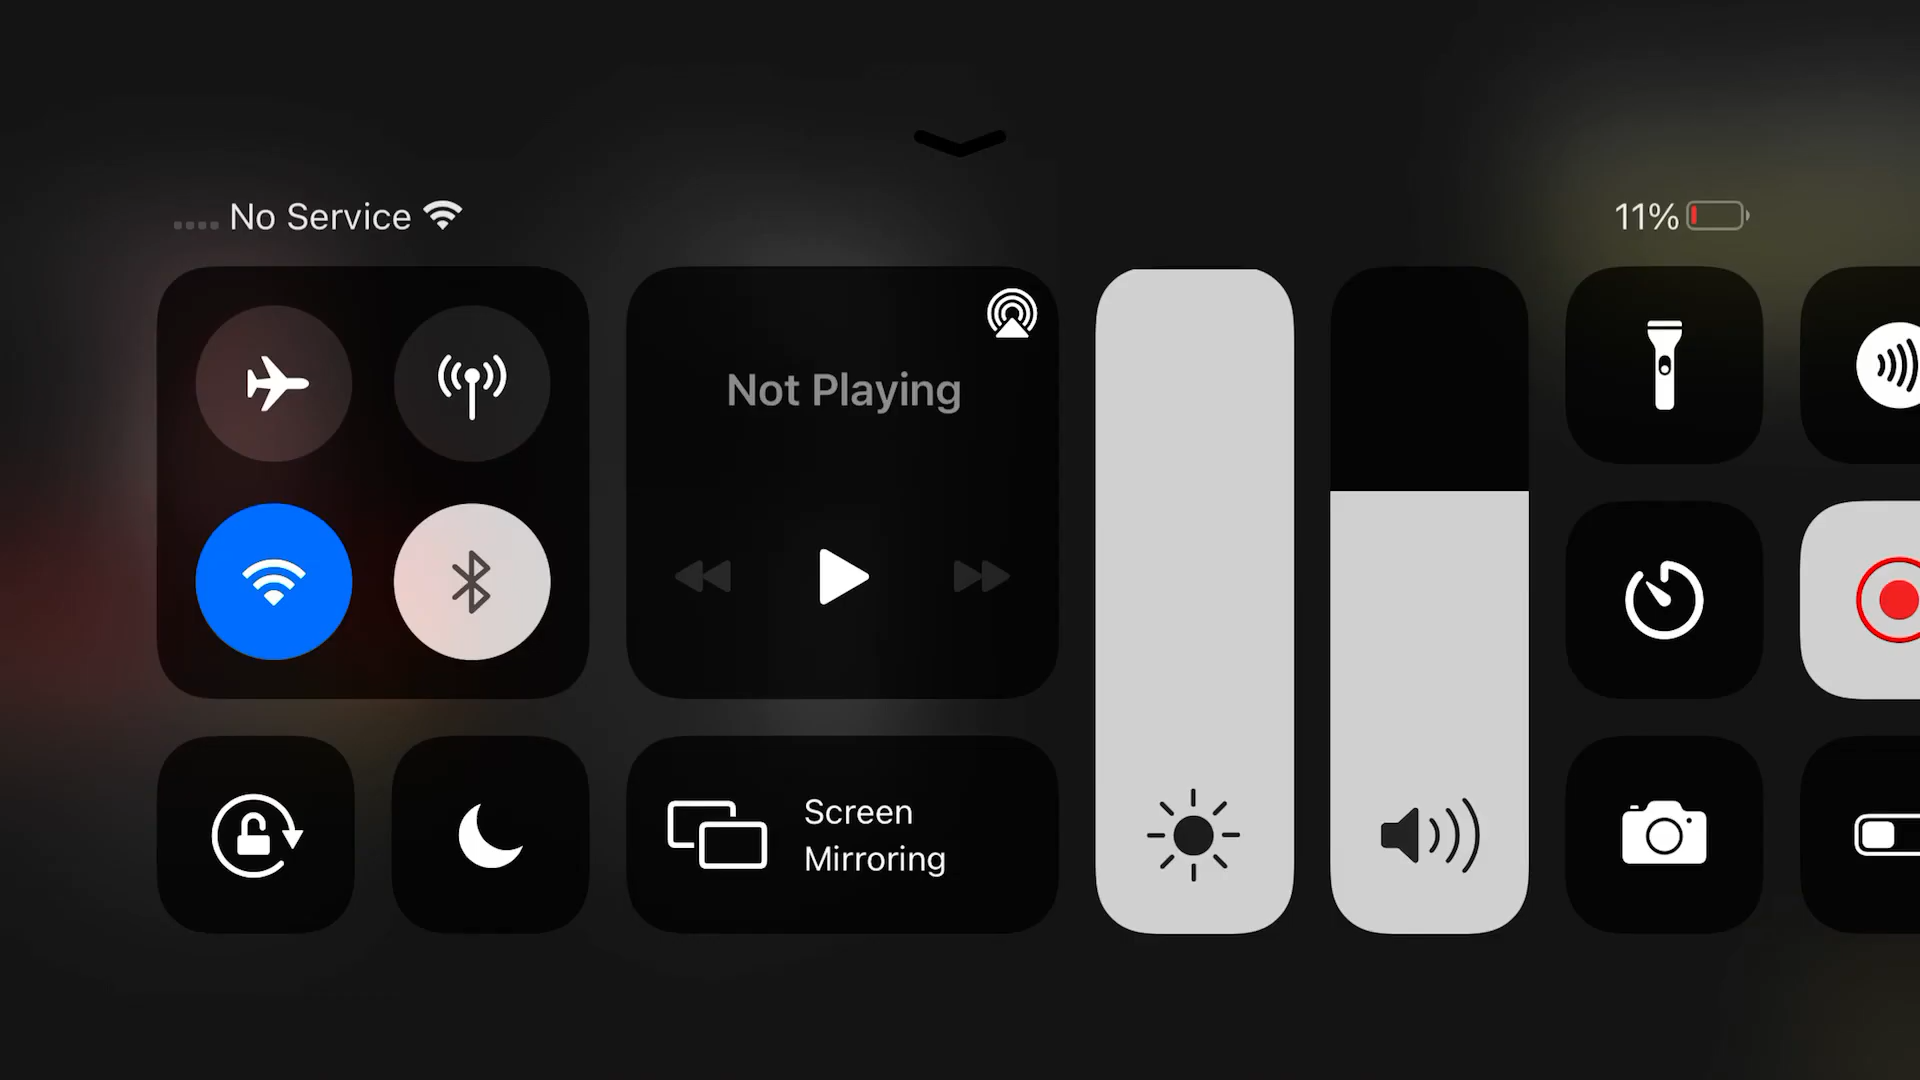 No Service
11%
Not Playing
Screen
Mirroring